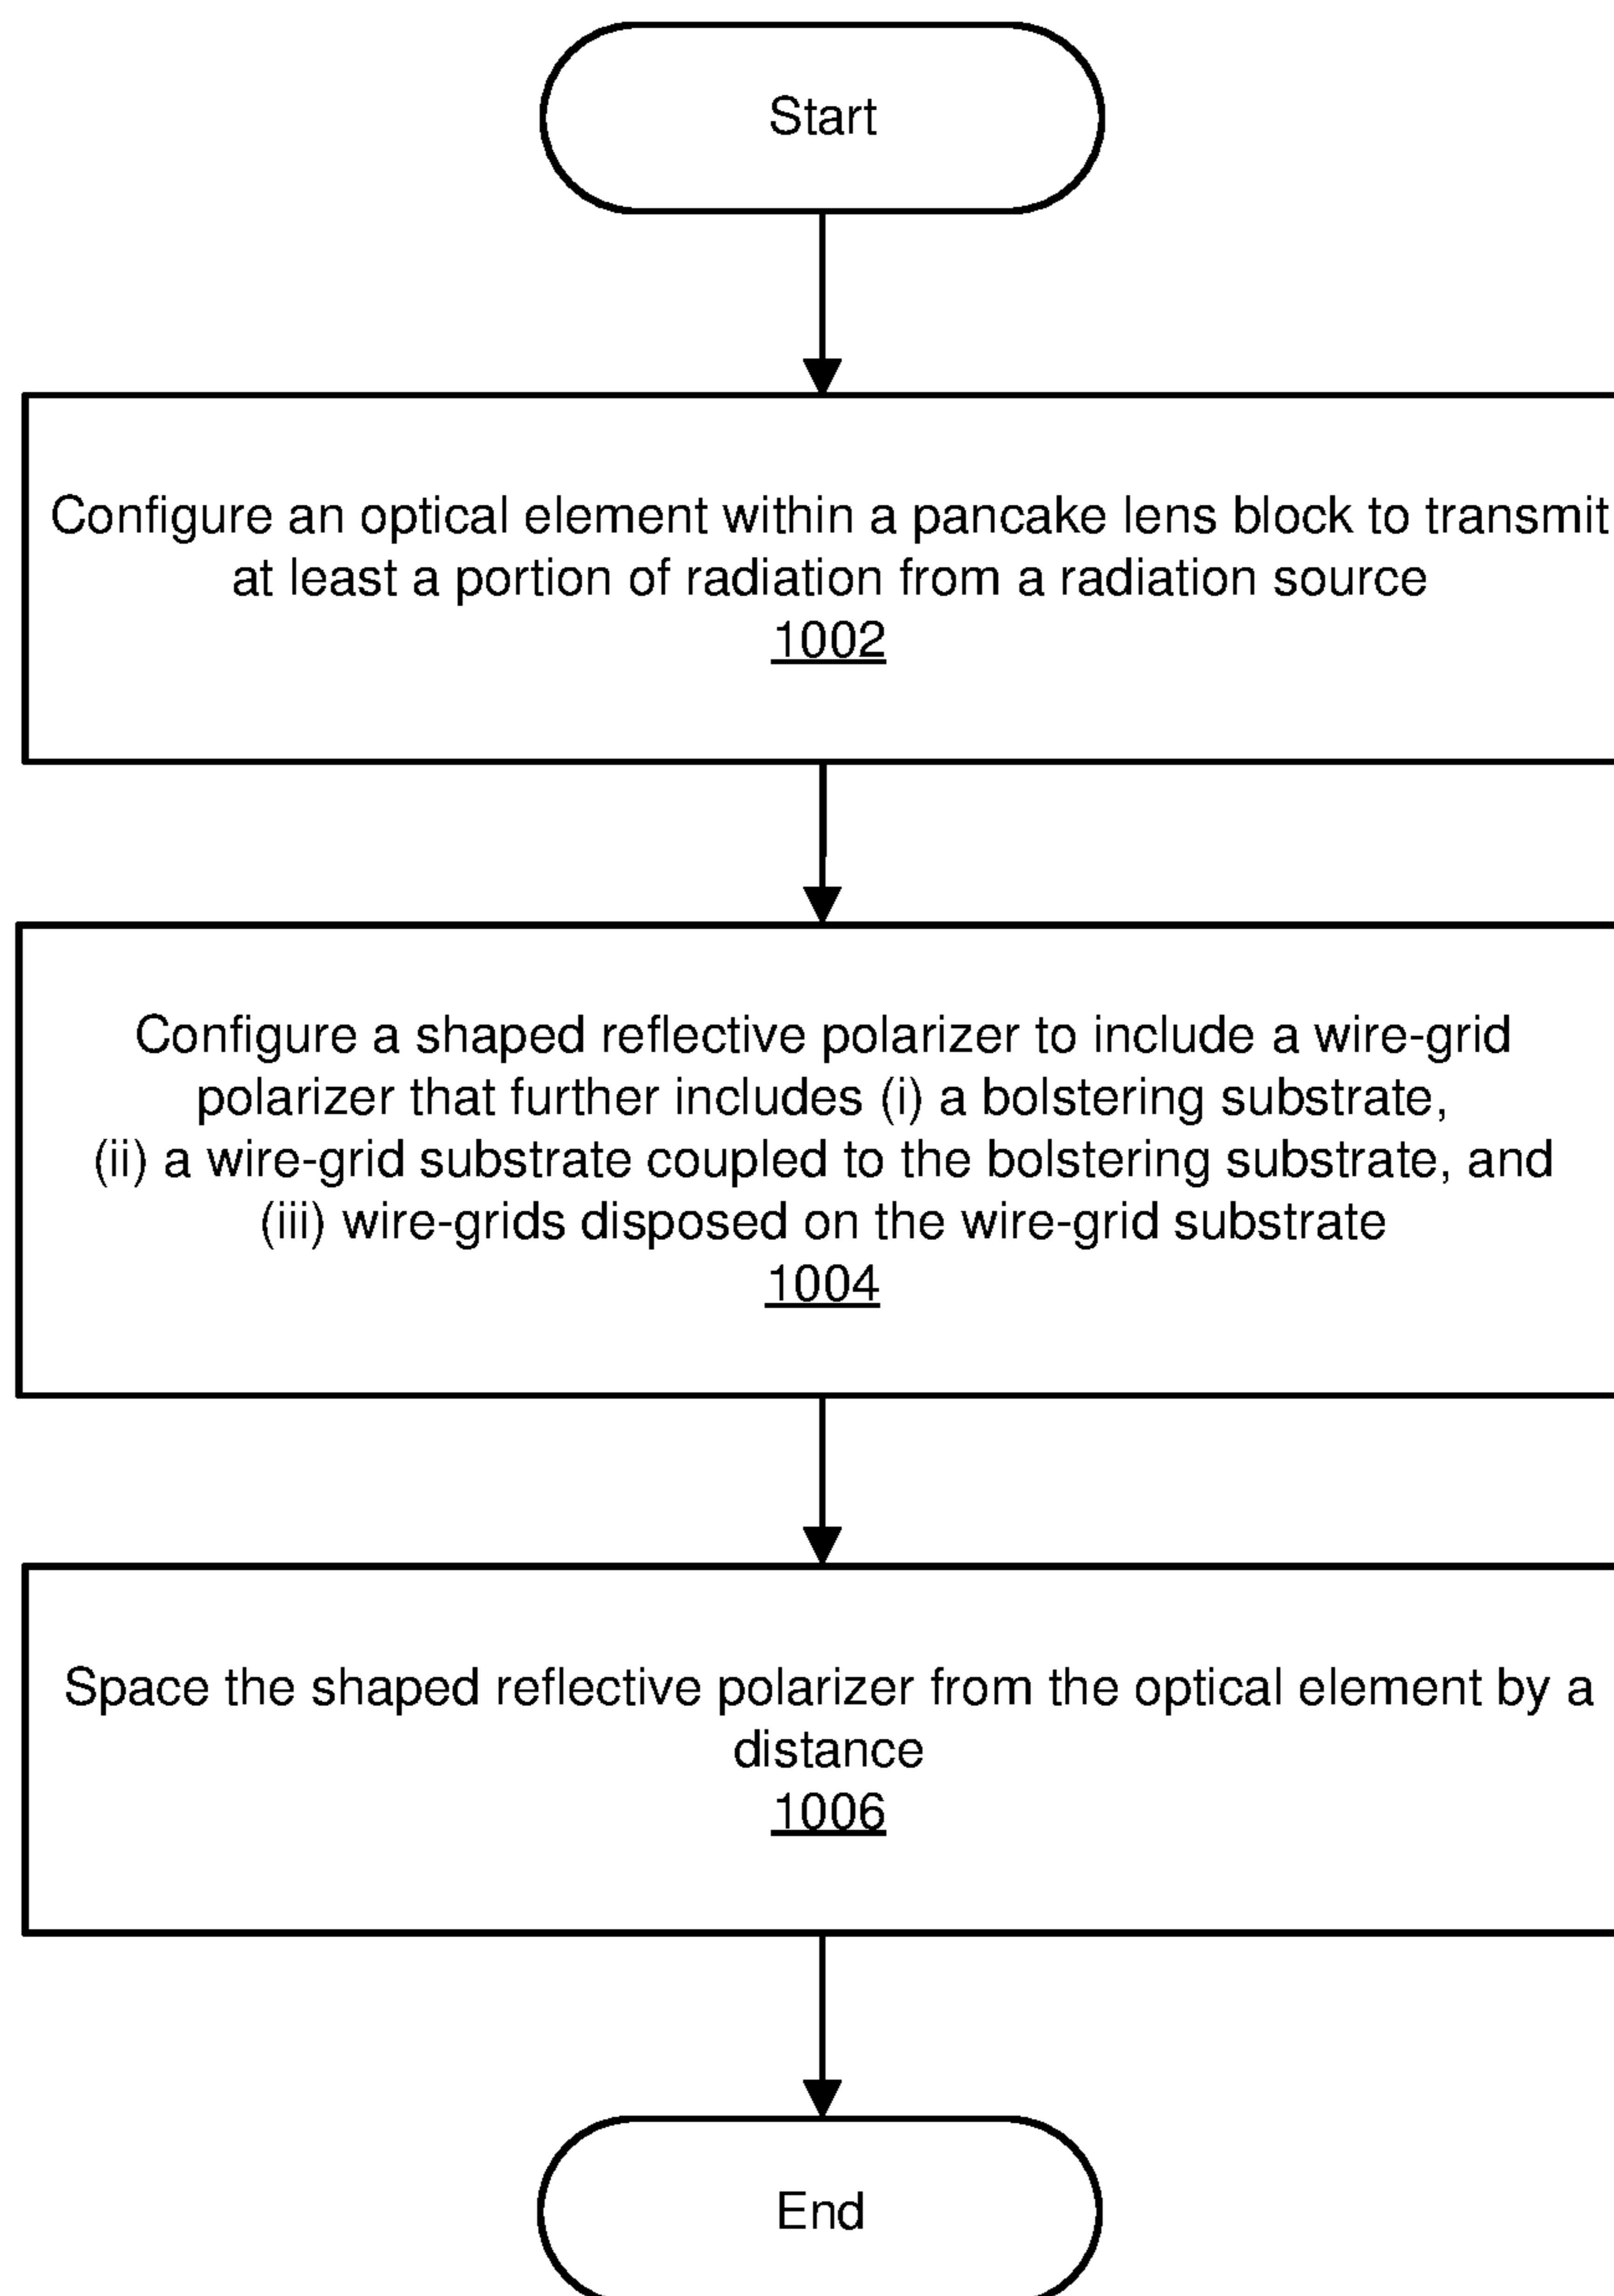 Start
Configure an optical element within a pancake lens block to transmit
at least a portion of radiation from a radiation source
1002
Configure a shaped reflective polarizer to include a wire-grid
polarizer that further includes (i) a bolstering substrate,
(ii) a wire-grid substrate coupled to the bolstering substrate, and
(iii) wire-grids disposed on the wire-grid substrate
1004
Space the shaped reflective polarizer from the optical element by a
distance
1006
End